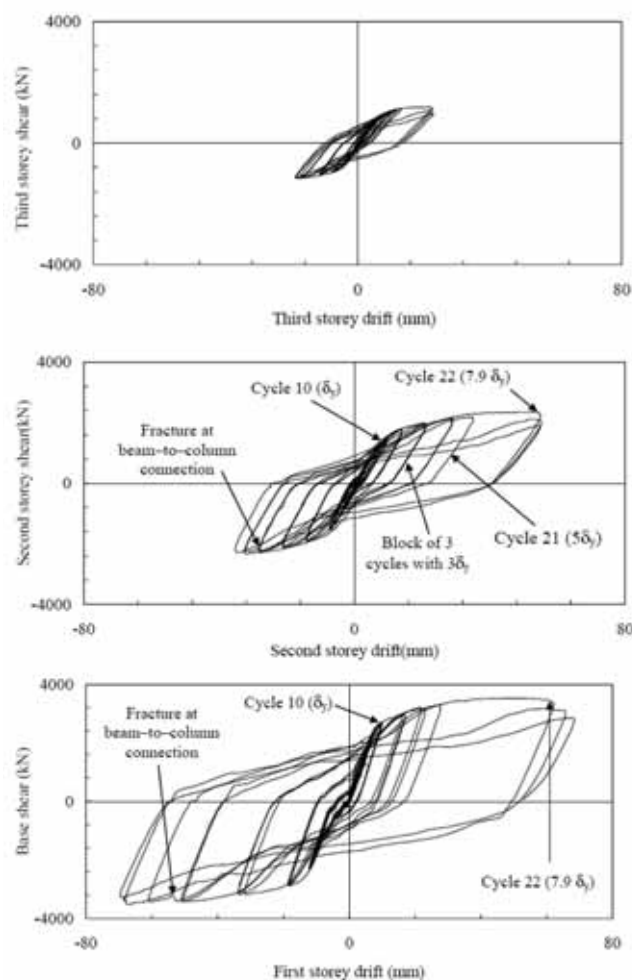 4000
Third storey shear (kN)
0
-4000
-80
0
80
Third storey drift (mm)
4000
Cycle 22 (7.9 δy)
Cycle 10 (δy)
Fracture at
beam-to-column
connection
Second storey shear(kN)
0
Block of 3
cycles with 3δy
Cycle 21 (5δy)
-4000
-80
0
80
Second storey drift(mm)
4000
Cycle 10 (δy)
Fracture at
beam-to-column
connection
Base shear (kN)
0
Cycle 22 (7.9 δy)
-4000
-80
0
80
First storey drift (mm)